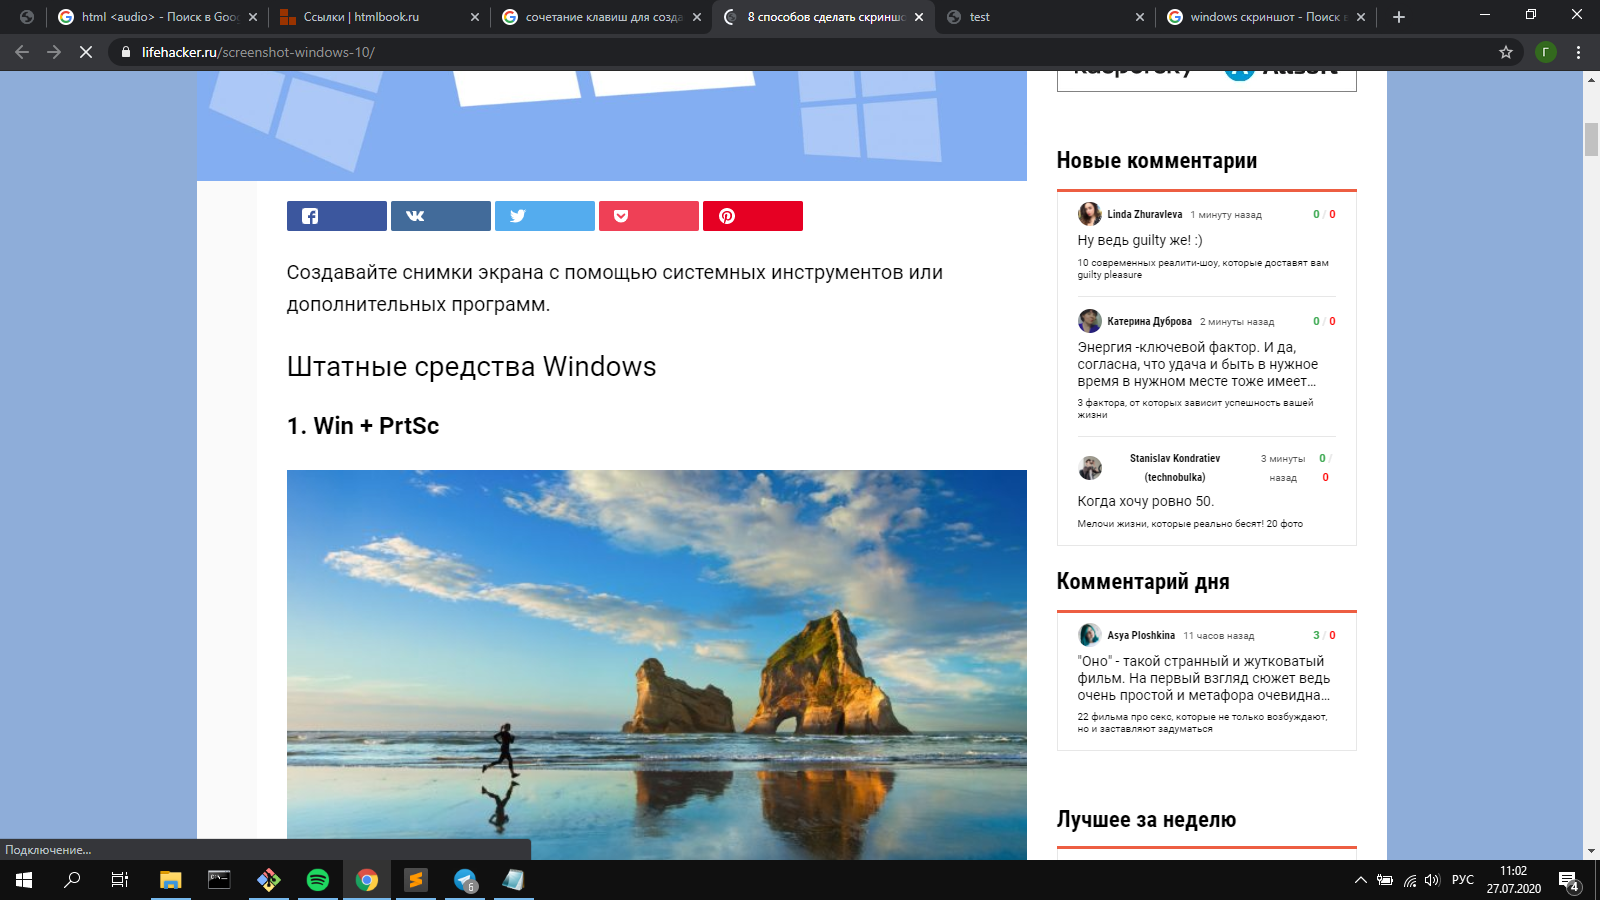 html <audio> - Поиск в Goo
Ссылки | htmlbook.ru
сочетание клавиш для созда
8 способов сделать скриншо
test
windows скриншот - Поиск в
lifehacker.ru/screenshot-windows-10/
Г
Создавайте снимки экрана с помощью системных инструментов или
дополнительных программ.
Штатные средства Windows
1. Win + PrtSc
Новые комментарии
Linda Zhuravleva 1 минуту назад 0 / 0
Ну ведь guilty же! :)
10 современных реалити-шоу, которые доставят вам
guilty pleasure
Катерина Дуброва 2 минуты назад 0 / 0
Энергия -ключевой фактор. И да,
согласна, что удача и быть в нужное
время в нужном месте тоже имеет...
3 фактора, от которых зависит успешность вашей
жизни
Stanislav Kondratiev 3 минуты 0 /
(technobulka) назад 0
Когда хочу ровно 50.
Мелочи жизни, которые реально бесят! 20 фото
Комментарий дня
Asya Ploshkina 11 часов назад 3 / 0
"Оно" - такой странный и жутковатый
фильм. На первый взгляд сюжет ведь
очень простой и метафора очевидна...
22 фильма про секс, которые не только возбуждают,
но и заставляют задуматься
Лучшее за неделю
Подключение...
6
РУС
11:02
27.07.2020
4